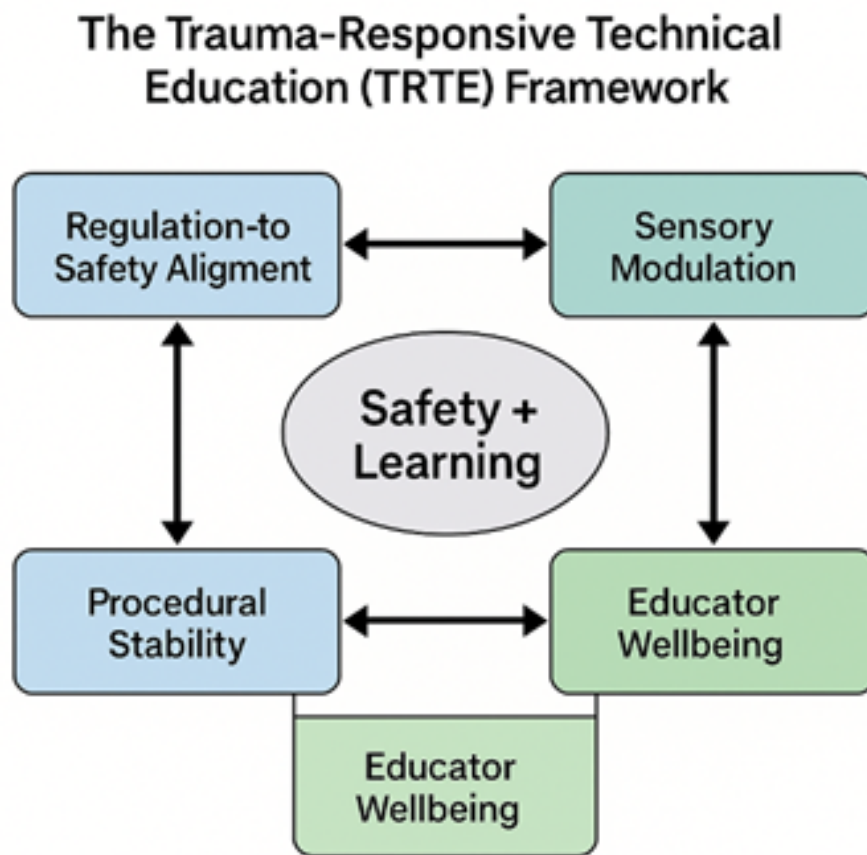 The Trauma-Responsive Technical
Education (TRTE) Framework
Regulation-to
Safety Aligment
Sensory
Modulation
Safety +
Learning
Procedural
Stability
Educator
Wellbeing
Educator
Wellbeing